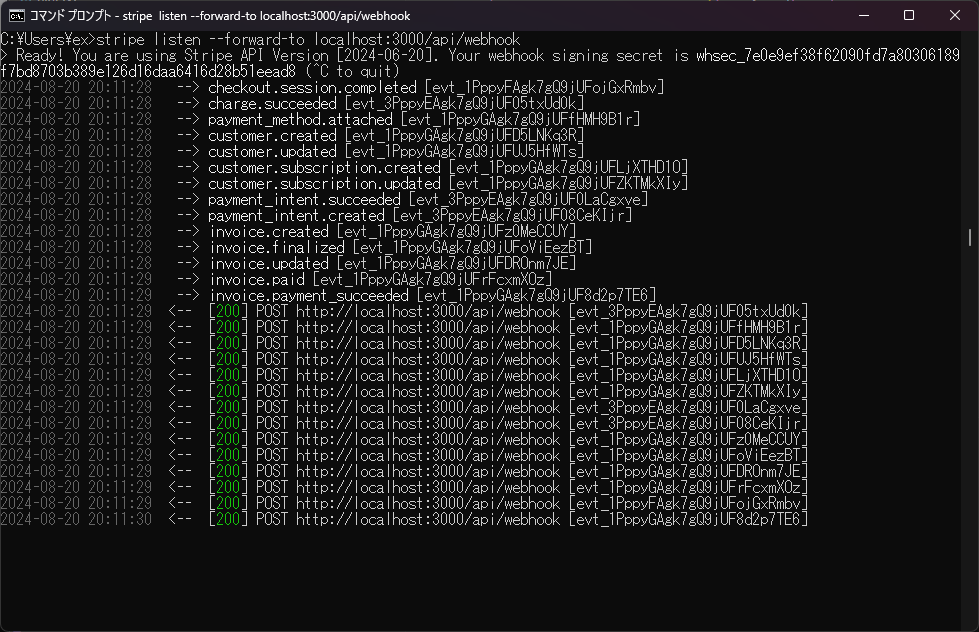 コマンド プロンプト - stripe listen --forward-to localhost:3000/api/webhook
C:¥Users¥ex>stripe listen --forward-to localhost:3000/api/webhook
> Ready! You are using Stripe API Version [2024-06-20]. Your webhook signing secret is whsec_7e0e9ef38f62090fd7a80306189
f7bd8703b389e126d16daa6416d28b51eead8 (^C to quit)
2024-08-20 20:11:28   --> checkout.session.completed [evt_1PppyFAgk7gQ9jUFojGxRmbv]
2024-08-20 20:11:28   --> charge.succeeded [evt_3PppyEAgk7gQ9jUF05txUd0k]
2024-08-20 20:11:28   --> payment_method.attached [evt_1PppyGAgk7gQ9jUFfHMH9B1r]
2024-08-20 20:11:28   --> customer.created [evt_1PppyGAgk7gQ9jUFD5LNKq3R]
2024-08-20 20:11:28   --> customer.updated [evt_1PppyGAgk7gQ9jUFUJ5HfWTs]
2024-08-20 20:11:28   --> customer.subscription.created [evt_1PppyGAgk7gQ9jUFLjXTHD1O]
2024-08-20 20:11:28   --> customer.subscription.updated [evt_1PppyGAgk7gQ9jUFZKTMkXIy]
2024-08-20 20:11:28   --> payment_intent.succeeded [evt_3PppyEAgk7gQ9jUF0LaCgxve]
2024-08-20 20:11:28   --> payment_intent.created [evt_3PppyEAgk7gQ9jUF08CeKIjr]
2024-08-20 20:11:28   --> invoice.created [evt_1PppyGAgk7gQ9jUFz0MeCCUY]
2024-08-20 20:11:28   --> invoice.finalized [evt_1PppyGAgk7gQ9jUFoViEezBT]
2024-08-20 20:11:28   --> invoice.updated [evt_1PppyGAgk7gQ9jUFDROnm7JE]
2024-08-20 20:11:28   --> invoice.paid [evt_1PppyGAgk7gQ9jUFrFcxmXOz]
2024-08-20 20:11:28   --> invoice.payment_succeeded [evt_1PppyGAgk7gQ9jUF8d2p7TE6]
2024-08-20 20:11:29  <--  [200] POST http://localhost:3000/api/webhook [evt_3PppyEAgk7gQ9jUF05txUd0k]
2024-08-20 20:11:29  <--  [200] POST http://localhost:3000/api/webhook [evt_1PppyGAgk7gQ9jUFfHMH9B1r]
2024-08-20 20:11:29  <--  [200] POST http://localhost:3000/api/webhook [evt_1PppyGAgk7gQ9jUFD5LNKq3R]
2024-08-20 20:11:29  <--  [200] POST http://localhost:3000/api/webhook [evt_1PppyGAgk7gQ9jUFUJ5HfWTs]
2024-08-20 20:11:29  <--  [200] POST http://localhost:3000/api/webhook [evt_1PppyGAgk7gQ9jUFLjXTHD1O]
2024-08-20 20:11:29  <--  [200] POST http://localhost:3000/api/webhook [evt_1PppyGAgk7gQ9jUFZKTMkXIy]
2024-08-20 20:11:29  <--  [200] POST http://localhost:3000/api/webhook [evt_3PppyEAgk7gQ9jUF0LaCgxve]
2024-08-20 20:11:29  <--  [200] POST http://localhost:3000/api/webhook [evt_3PppyEAgk7gQ9jUF08CeKIjr]
2024-08-20 20:11:29  <--  [200] POST http://localhost:3000/api/webhook [evt_1PppyGAgk7gQ9jUFz0MeCCUY]
2024-08-20 20:11:29  <--  [200] POST http://localhost:3000/api/webhook [evt_1PppyGAgk7gQ9jUFoViEezBT]
2024-08-20 20:11:29  <--  [200] POST http://localhost:3000/api/webhook [evt_1PppyGAgk7gQ9jUFDROnm7JE]
2024-08-20 20:11:29  <--  [200] POST http://localhost:3000/api/webhook [evt_1PppyGAgk7gQ9jUFrFcxmXOz]
2024-08-20 20:11:29  <--  [200] POST http://localhost:3000/api/webhook [evt_1PppyFAgk7gQ9jUFojGxRmbv]
2024-08-20 20:11:30  <--  [200] POST http://localhost:3000/api/webhook [evt_1PppyGAgk7gQ9jUF8d2p7TE6]